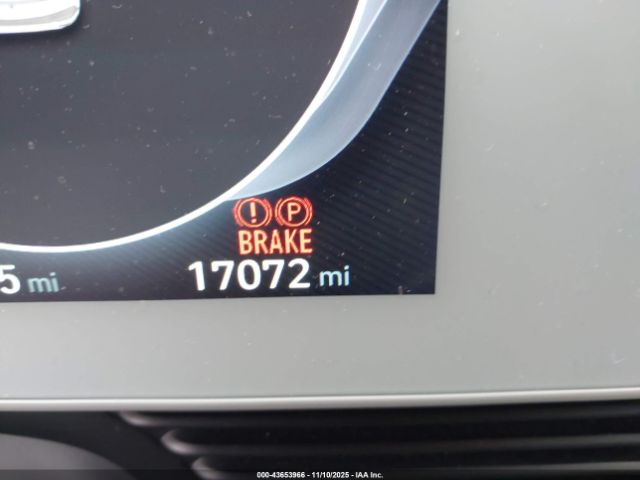 ! P
BRAKE
5 mi 17072 mi
000-43653966 - 11/10/2025 - IAA Inc.